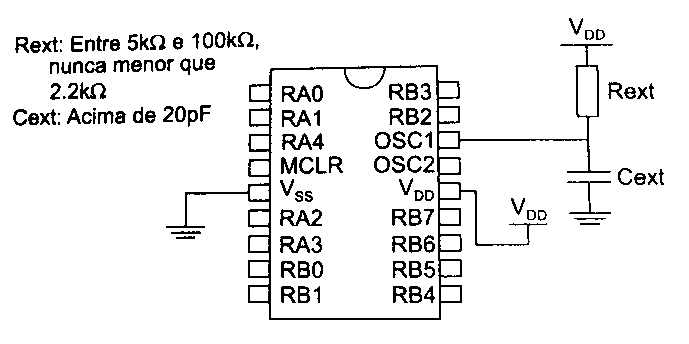 Rext: Entre 5kΩ e 100kΩ,
nunca menor que
2.2kΩ
Cext: Acima de 20pF
RA0
RA1
RA4
MCLR
VSS
RA2
RA3
RB0
RB1
RB3
RB2
OSC1
OSC2
VDD
RB7
RB6
RB5
RB4
VDD
Rext
Cext
VDD